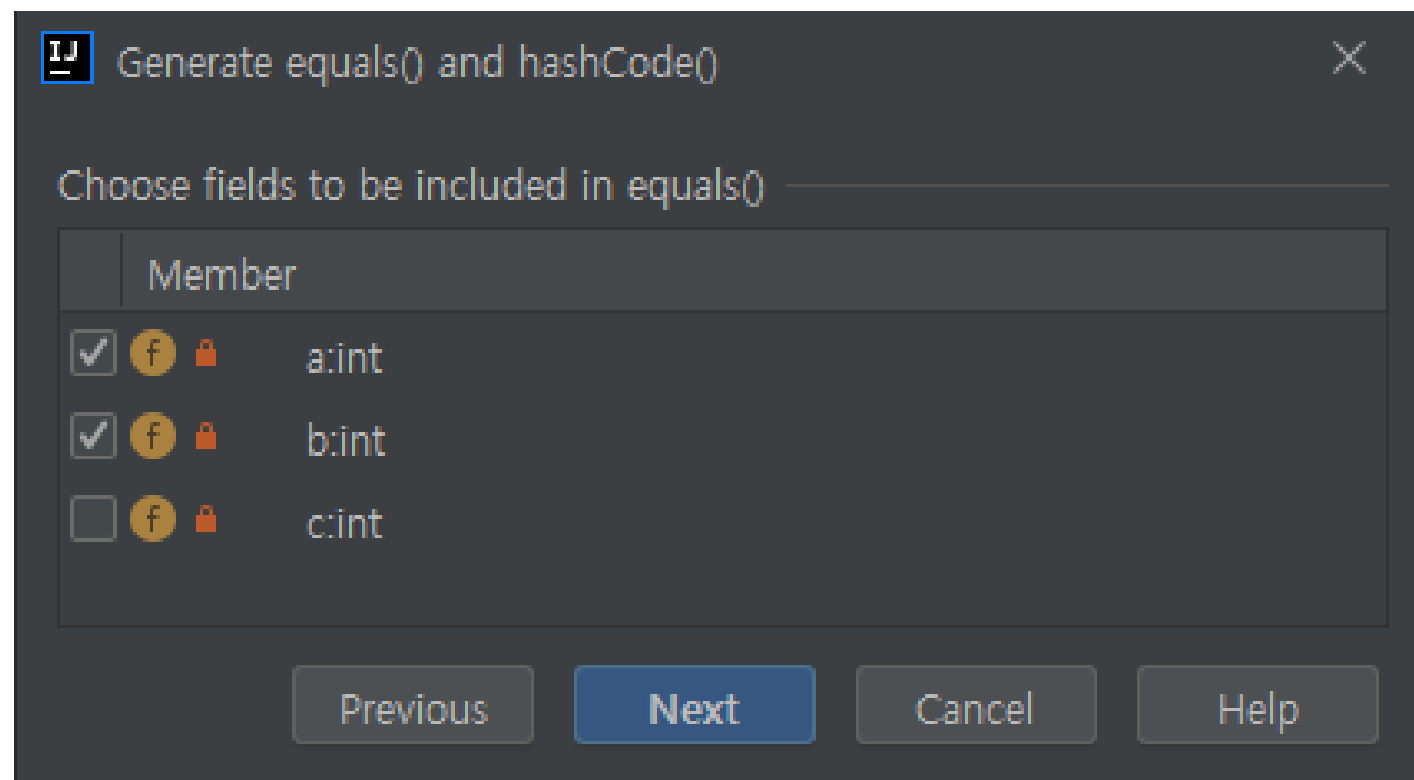 IJ Generate equals() and hashCode()
Choose fields to be included in equals()
Member
f a:int
f b:int
f c:int
Previous Next Cancel Help